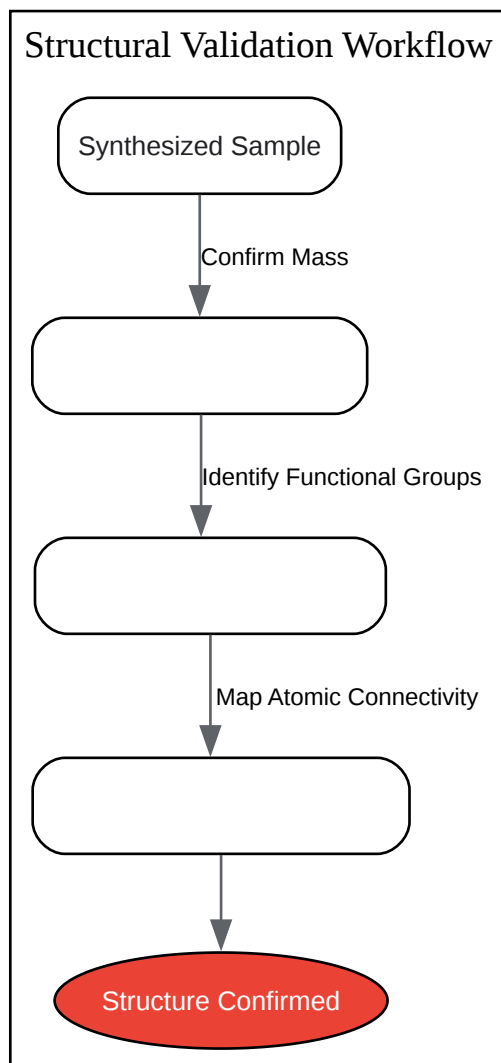 Structural Validation Workflow
Synthesized Sample
Confirm Mass
Identify Functional Groups
Map Atomic Connectivity
Structure Confirmed